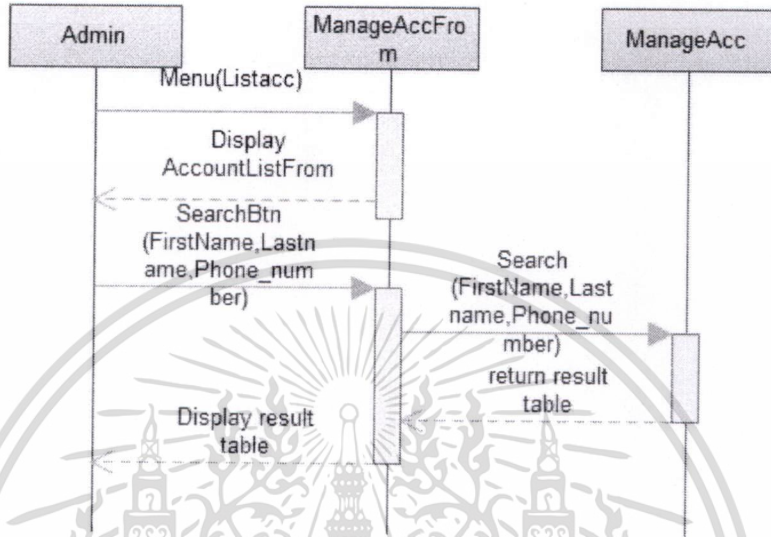 Admin
ManageAccFro
m
ManageAcc
Menu(Listacc)
Display
AccountListFrom
SearchBtn
(FirstName,Lastn
ame,Phone_num
ber)
Search
(FirstName,Last
name,Phone_nu
mber)
return result
table
Display result
table